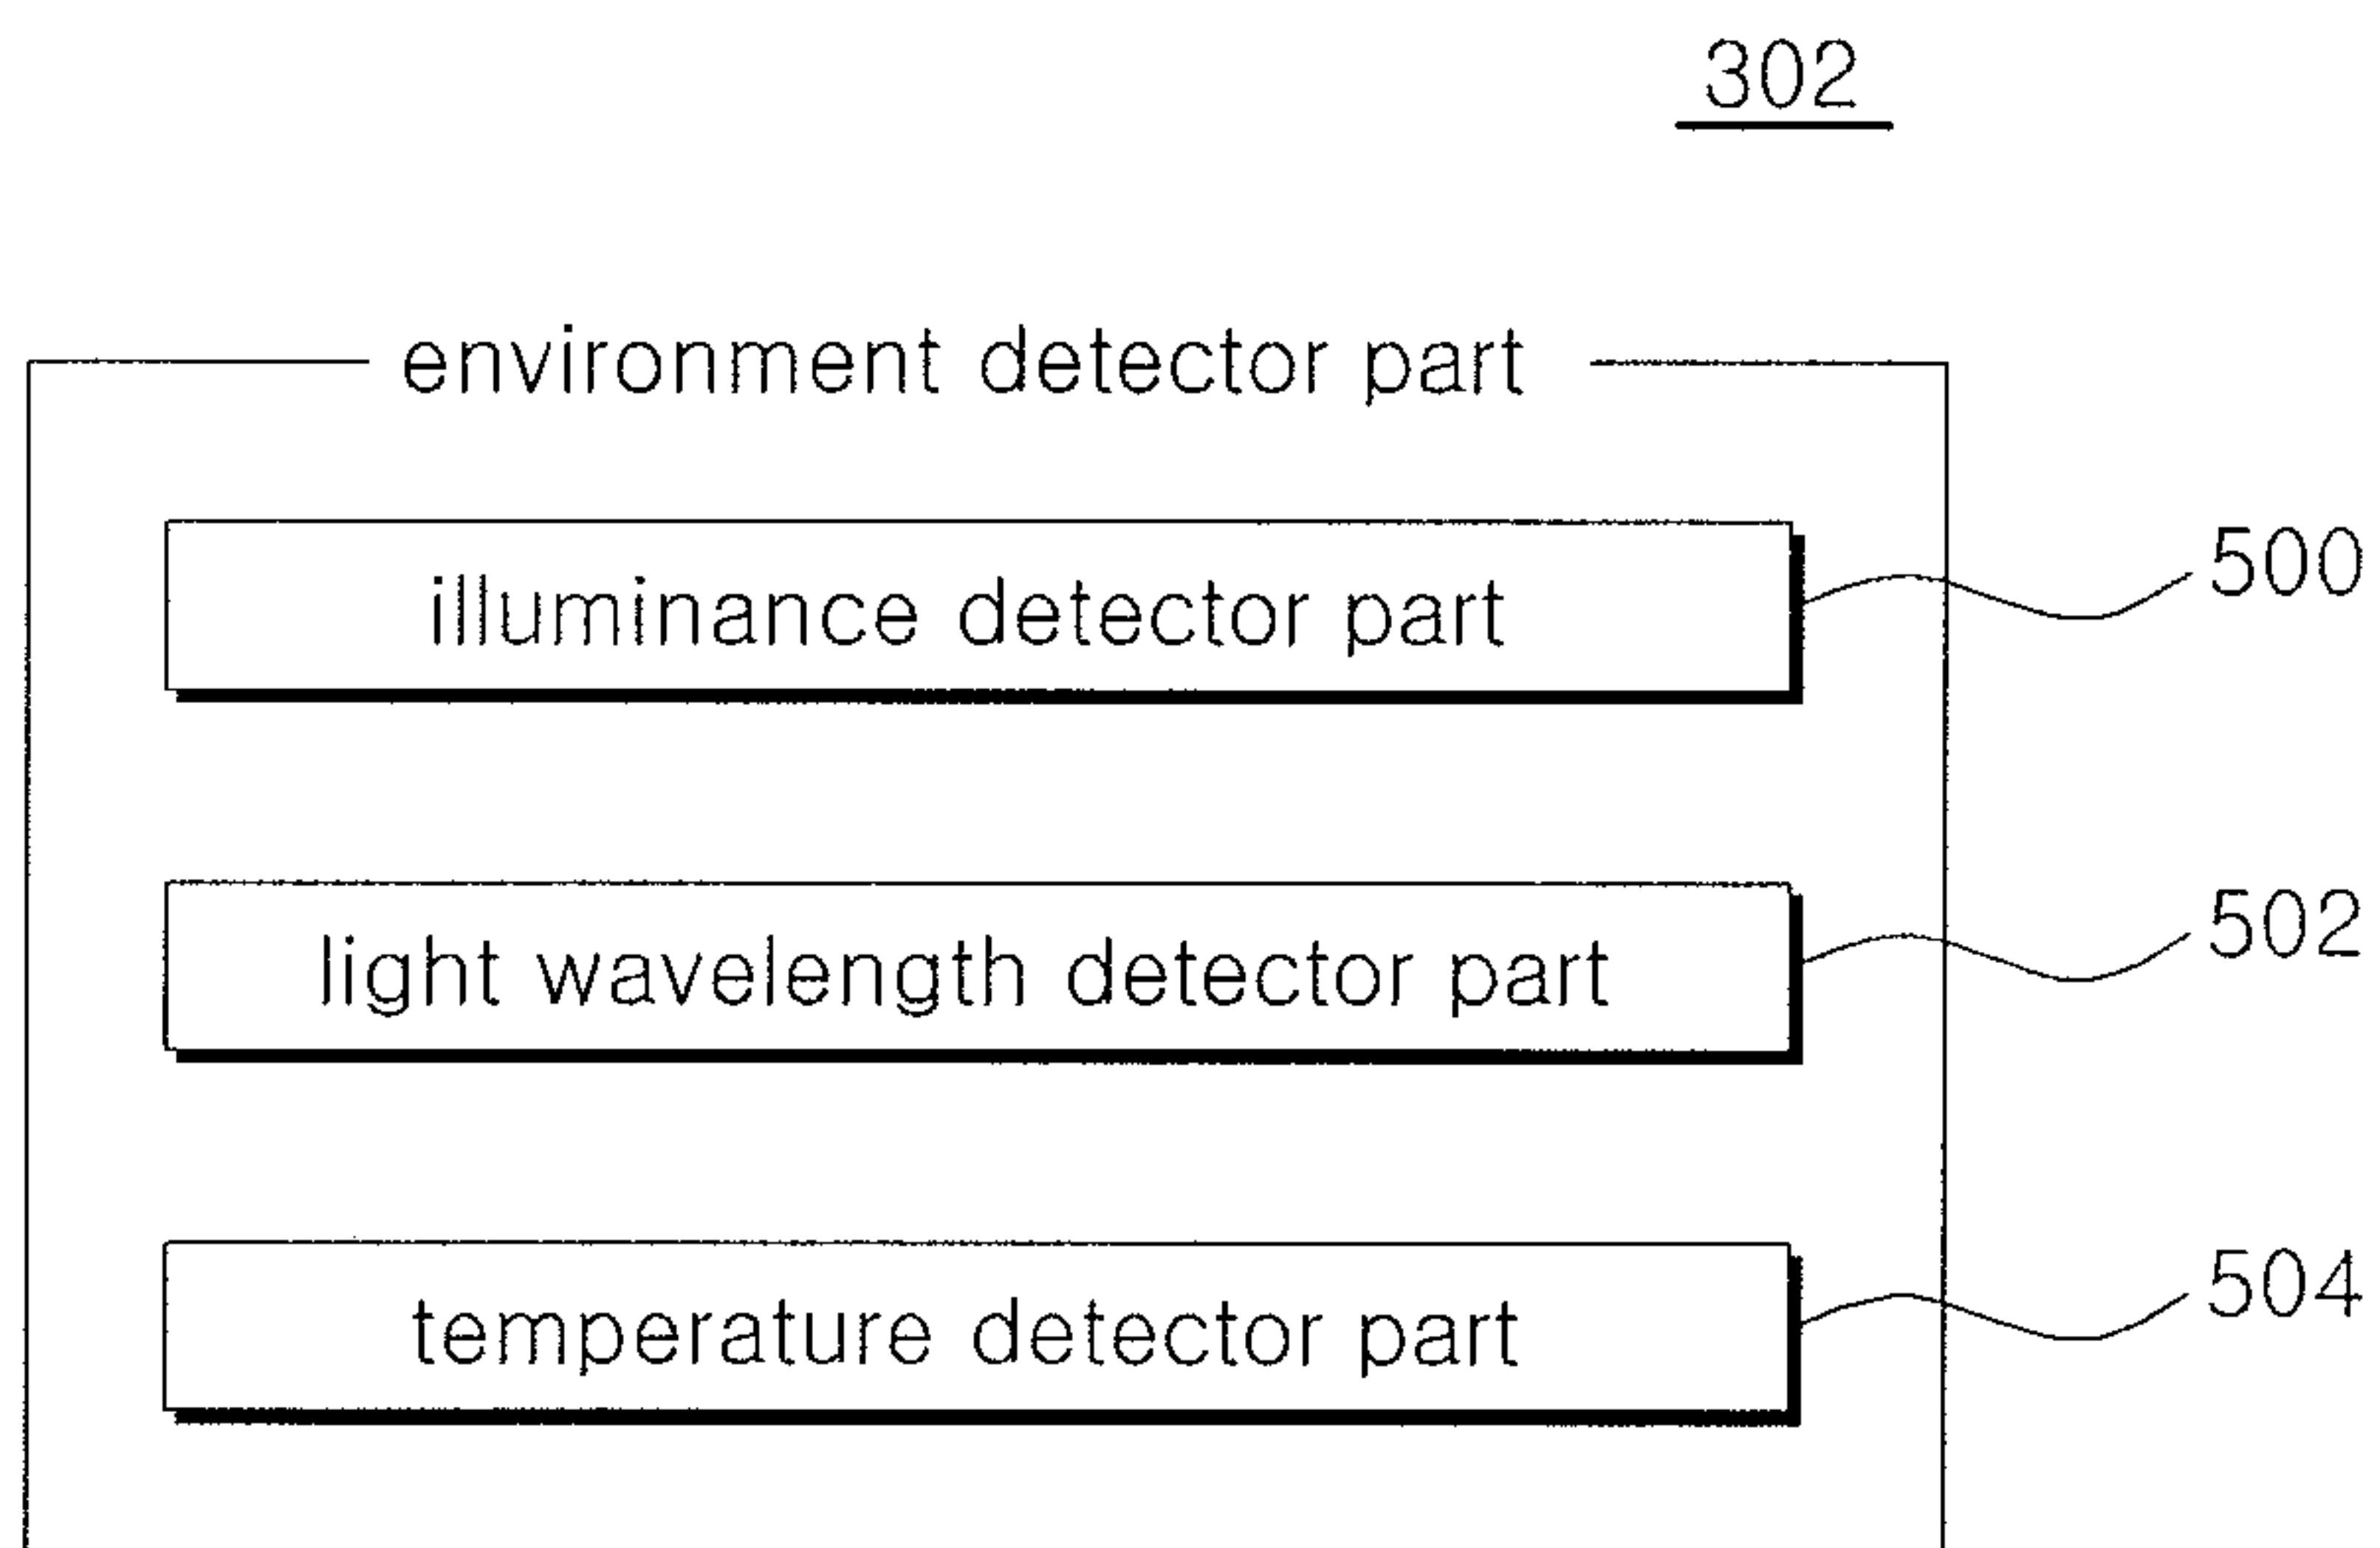 302
environment detector part
illuminance detector part 500
light wavelength detector part 502
temperature detector part 504